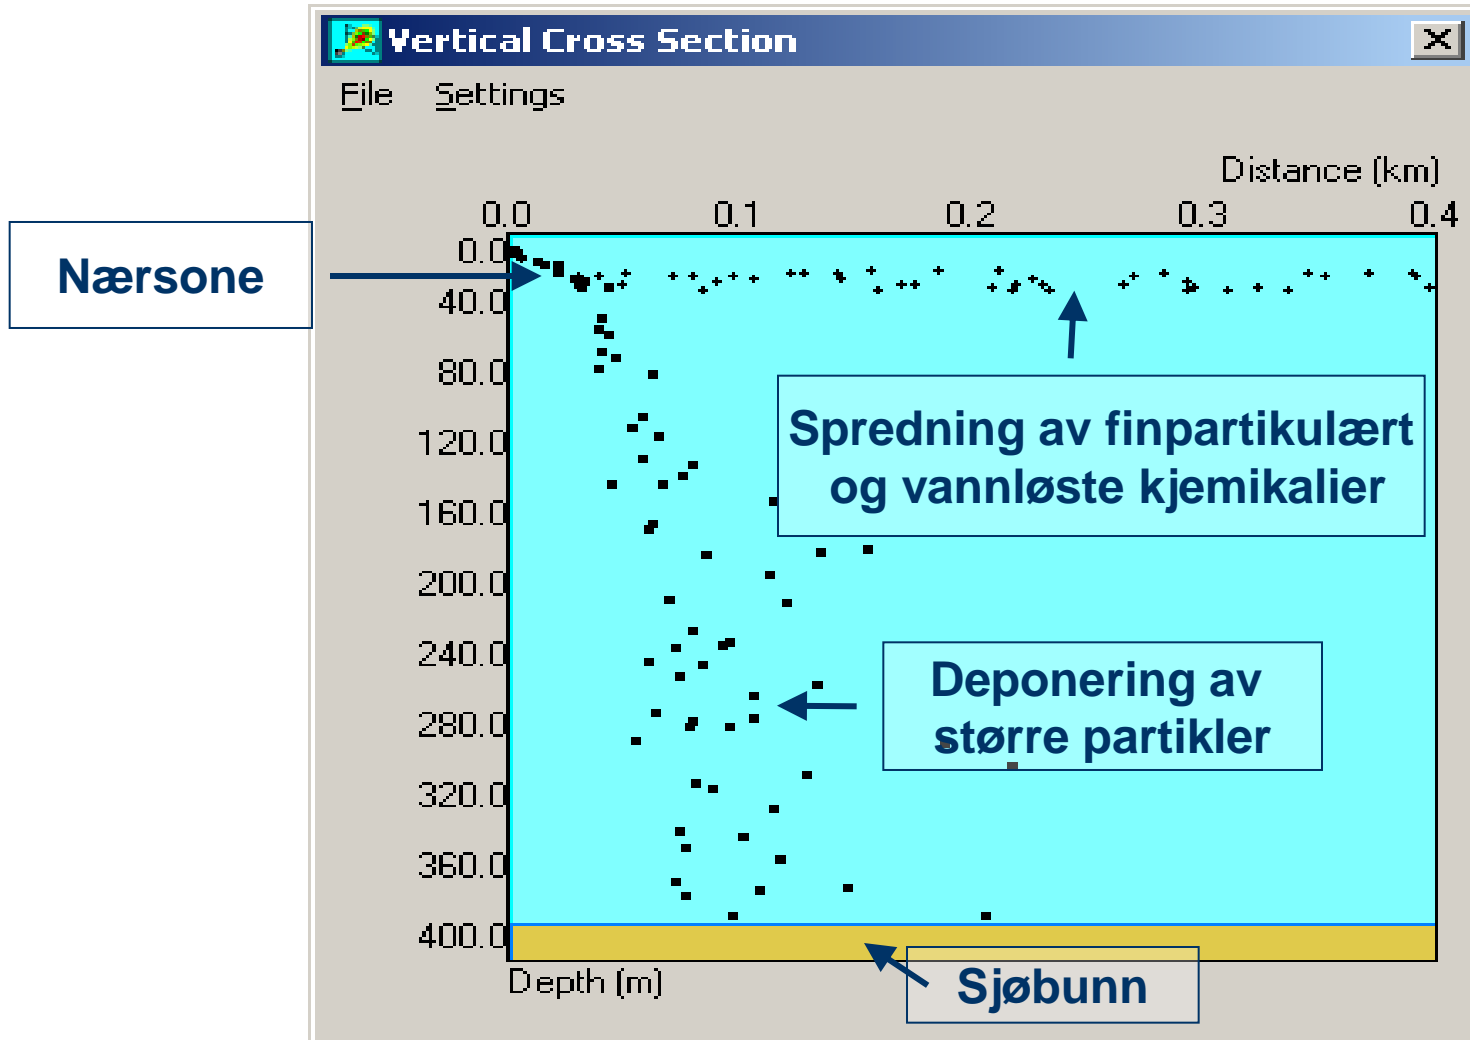 Vertical Cross Section
File Settings
Distance (km)
0.0 0.1 0.2 0.3 0.4
0.0
40.0
80.0
120.0
160.0
200.0
240.0
280.0
320.0
360.0
400.0
Depth (m)
Nærsone
Spredning av finpartikulært
og vannløste kjemikalier
Deponering av
større partikler
Sjøbunn